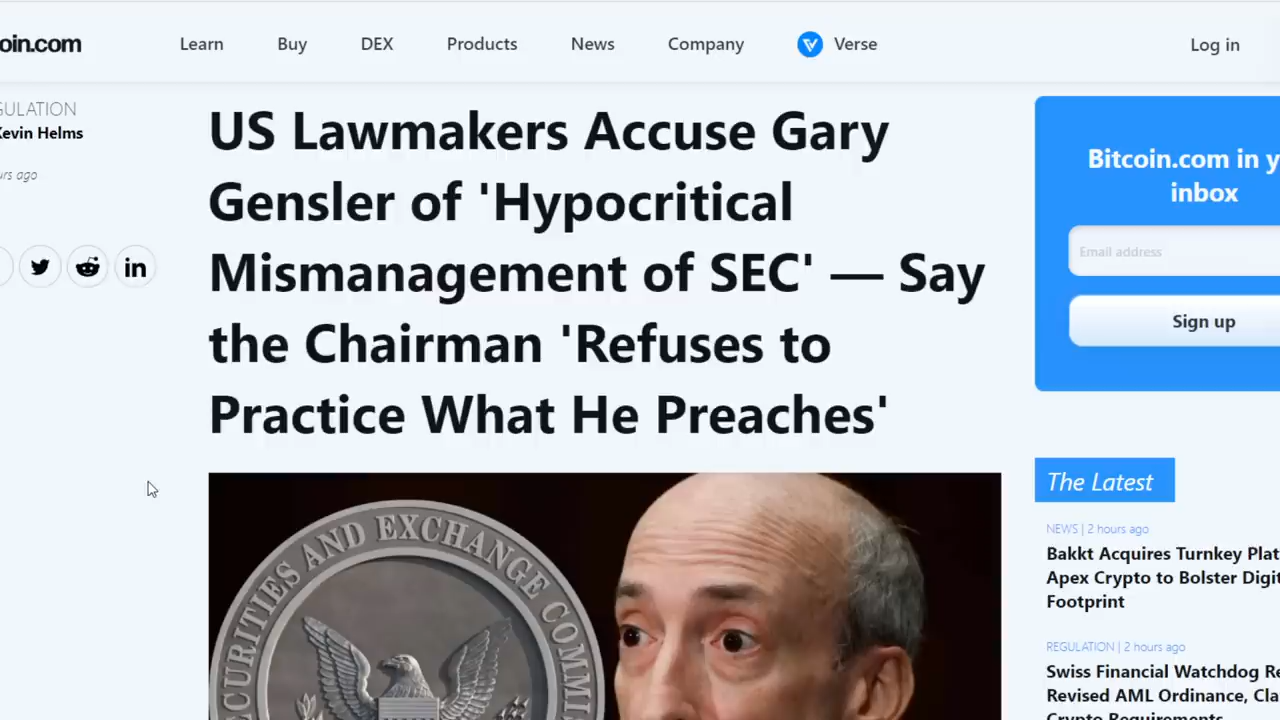 oin.com
Learn
Buy
DEX
Products
News
Company
Verse
Log in
GULATION
Kevin Helms
urs ago
US Lawmakers Accuse Gary
Gensler of 'Hypocritical
Mismanagement of SEC' — Say
the Chairman 'Refuses to
Practice What He Preaches'
SECURITIES AND EXCHANGE COMMI
Bitcoin.com in y
inbox
Email address
Sign up
The Latest
NEWS | 2 hours ago
Bakkt Acquires Turnkey Plat
Apex Crypto to Bolster Digit
Footprint
REGULATION | 2 hours ago
Swiss Financial Watchdog Re
Revised AML Ordinance, Cla
Crypto Requirements